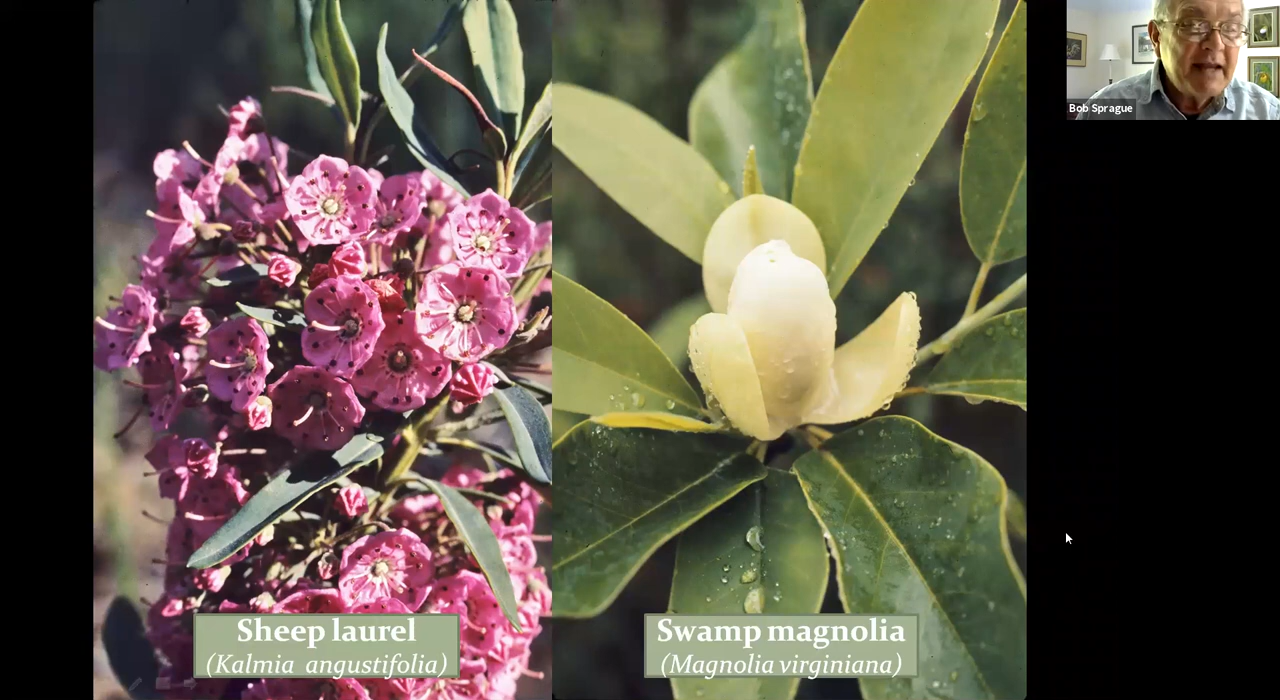 Bob Sprague
Sheep laurel
(Kalmia angustifolia)
Swamp magnolia
(Magnolia virginiana)